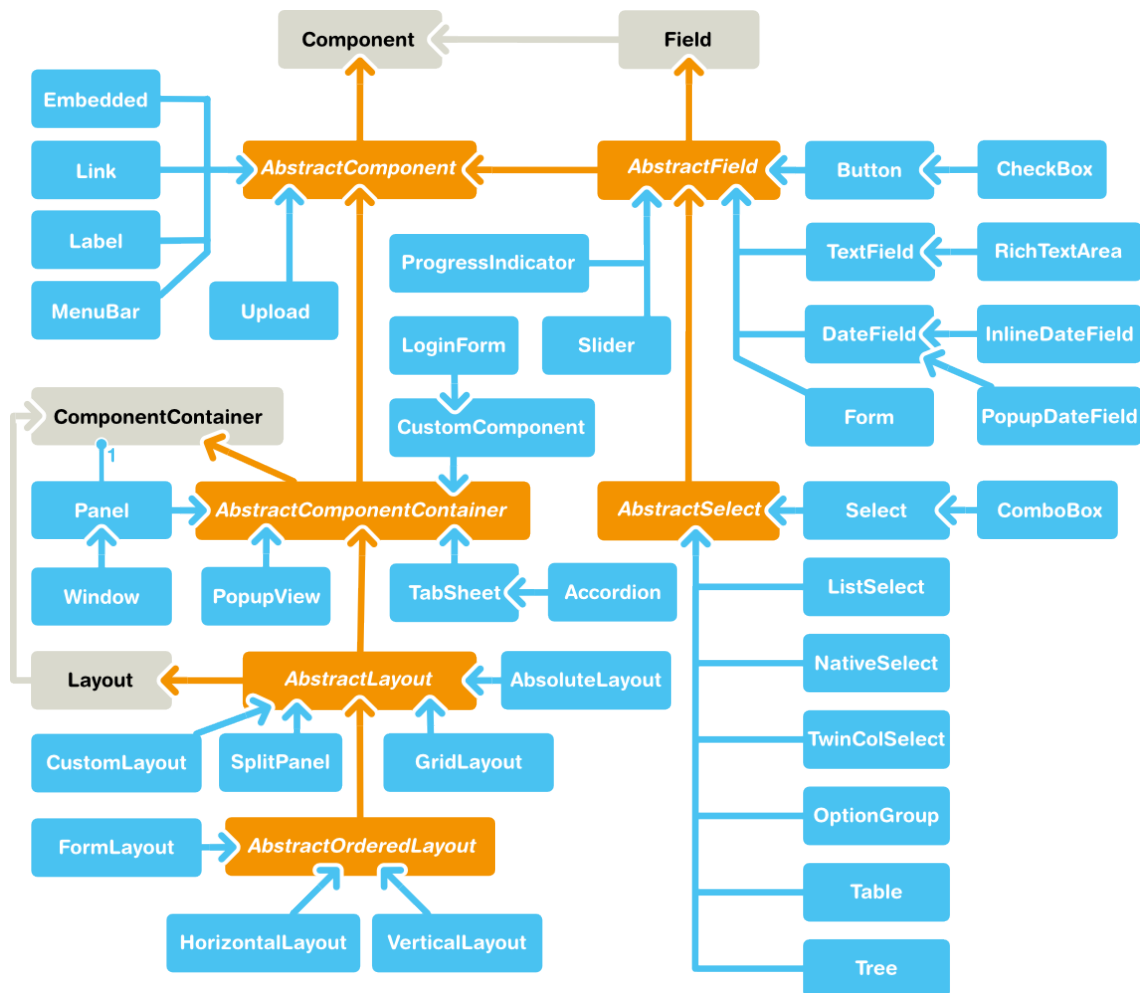 Component
Field
Embedded
AbstractComponent
AbstractField
Button
CheckBox
Link
Label
ProgressIndicator
TextField
RichTextArea
MenuBar
Upload
LoginForm
Slider
DateField
InlineDateField
ComponentContainer
CustomComponent
Form
PopupDateField
1
Panel
AbstractComponentContainer
AbstractSelect
Select
ComboBox
Window
PopupView
TabSheet
Accordion
ListSelect
Layout
AbstractLayout
AbsoluteLayout
NativeSelect
CustomLayout
SplitPanel
GridLayout
TwinColSelect
FormLayout
AbstractOrderedLayout
OptionGroup
Table
HorizontalLayout
VerticalLayout
Tree